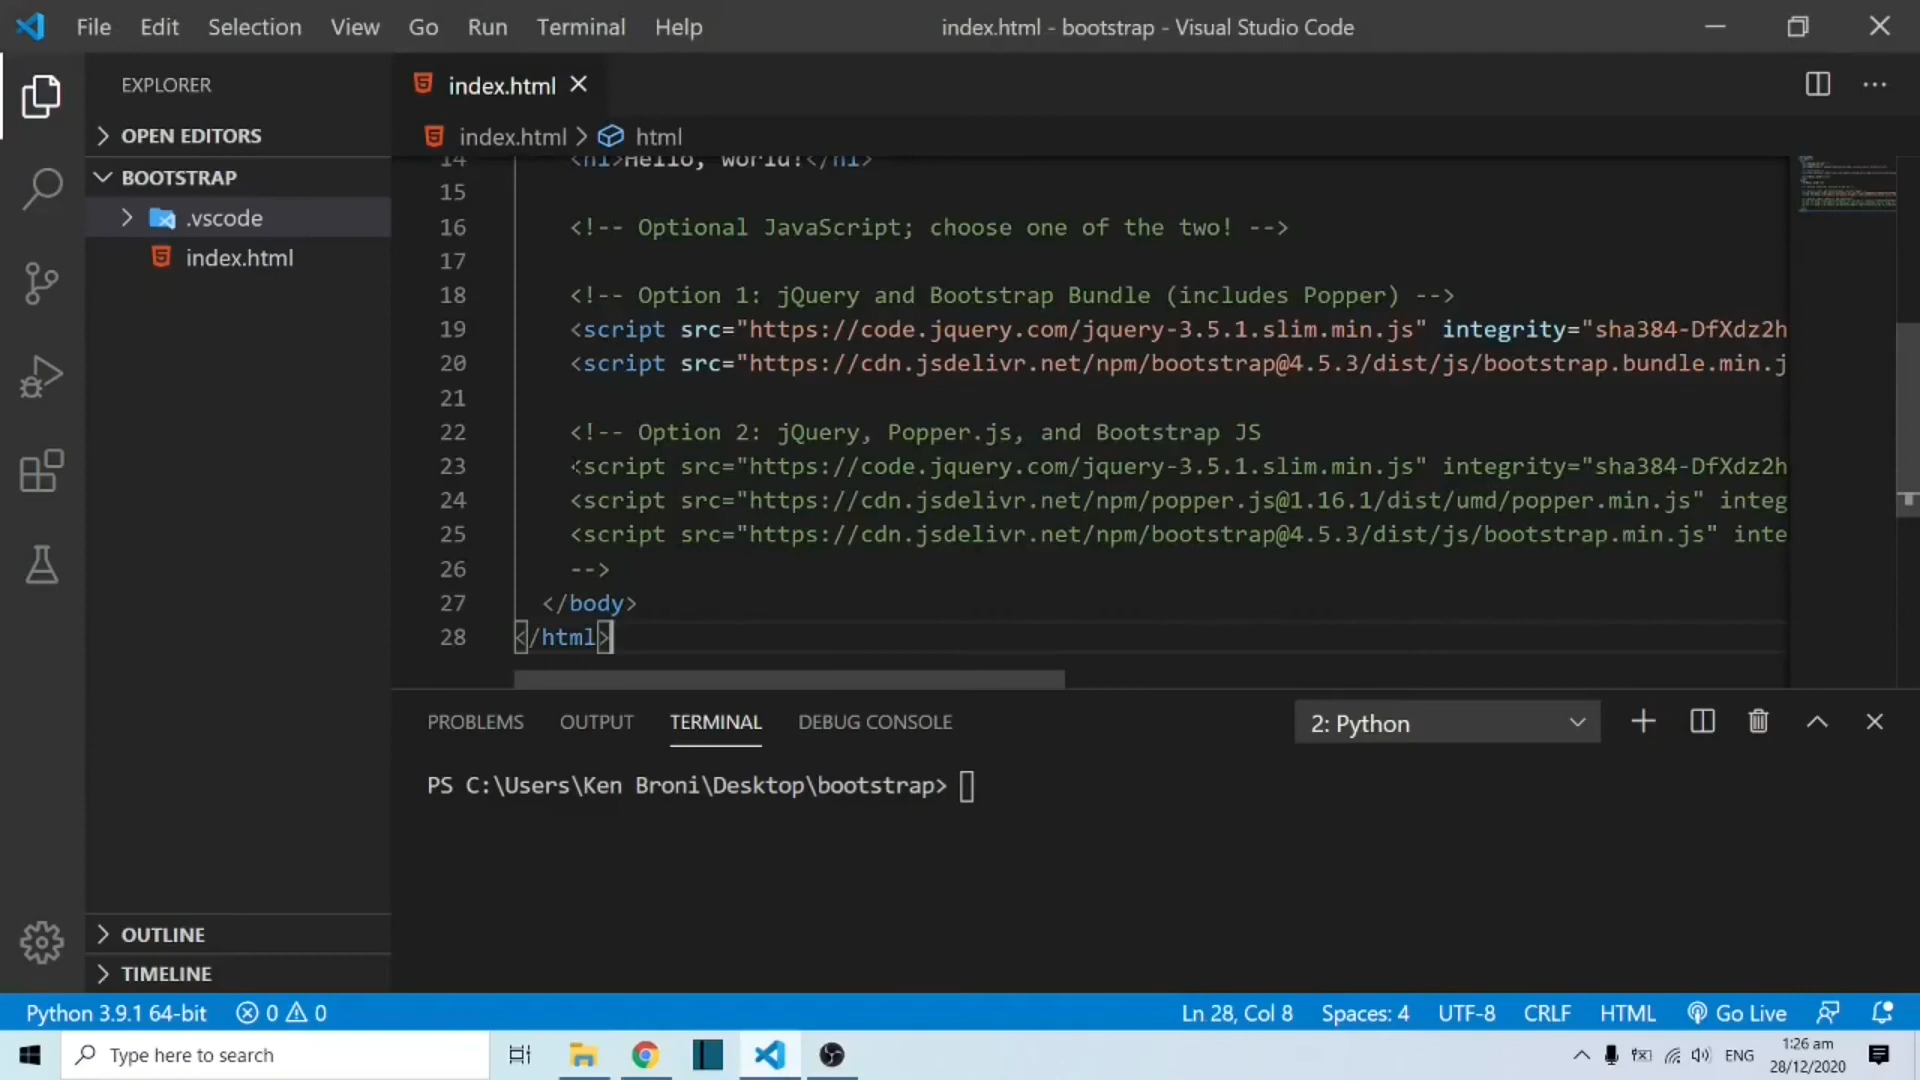 File Edit Selection View Go Run Terminal Help
index.html - bootstrap - Visual Studio Code
EXPLORER
OPEN EDITORS
BOOTSTRAP
.vscode
index.html
OUTLINE
TIMELINE
index.html
index.html > html
14 <h1>Hello, world!</h1>
15
16 <!-- Optional JavaScript; choose one of the two! -->
17
18 <!-- Option 1: jQuery and Bootstrap Bundle (includes Popper) -->
19 <script src="https://code.jquery.com/jquery-3.5.1.slim.min.js" integrity="sha384-DfXdz2h
20 <script src="https://cdn.jsdelivr.net/npm/bootstrap@4.5.3/dist/js/bootstrap.bundle.min.j
21
22 <!-- Option 2: jQuery, Popper.js, and Bootstrap JS
23 <script src="https://code.jquery.com/jquery-3.5.1.slim.min.js" integrity="sha384-DfXdz2h
24 <script src="https://cdn.jsdelivr.net/npm/popper.js@1.16.1/dist/umd/popper.min.js" integ
25 <script src="https://cdn.jsdelivr.net/npm/bootstrap@4.5.3/dist/js/bootstrap.min.js" inte
26 -->
27 </body>
28 </html>
PROBLEMS OUTPUT TERMINAL DEBUG CONSOLE
2: Python
PS C:\Users\Ken Broni\Desktop\bootstrap>
Python 3.9.1 64-bit 0 0
Ln 28, Col 8 Spaces: 4 UTF-8 CRLF HTML Go Live
Type here to search
ENG
1:26 am
28/12/2020